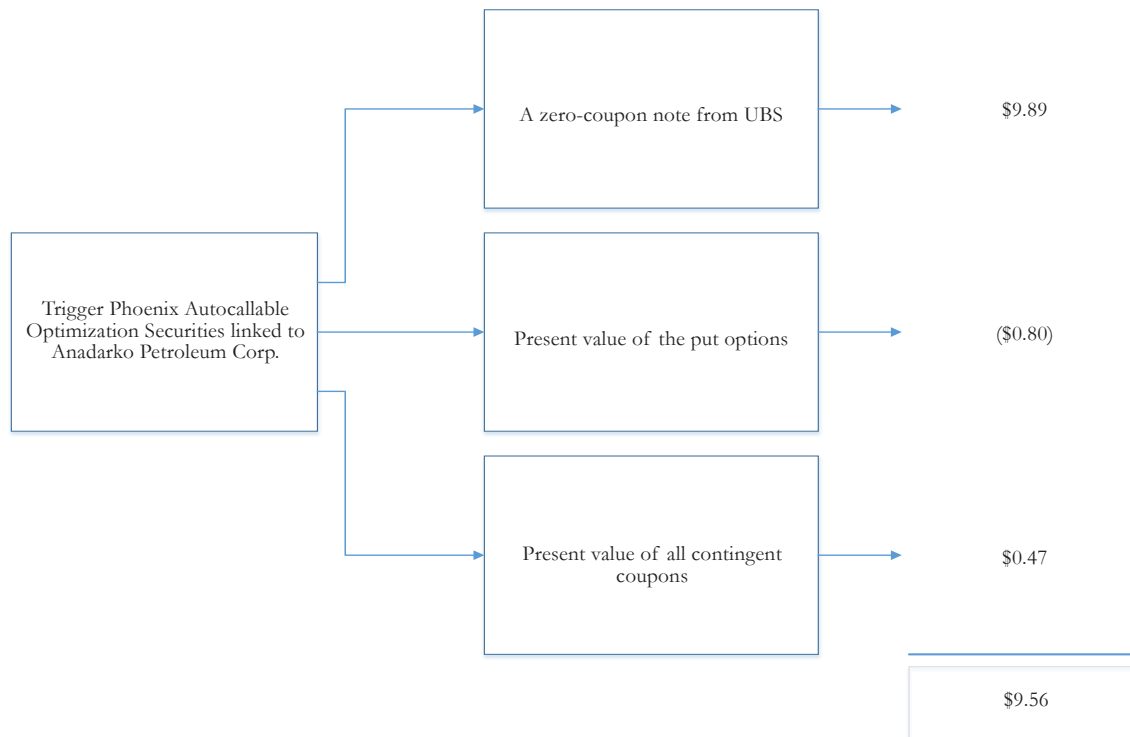 A zero-coupon note from UBS
$9.89
Trigger Phoenix Autocallable
Optimization Securities linked to
Anadarko Petroleum Corp.
Present value of the put options
($0.80)
Present value of all contingent
coupons
$0.47
$9.56